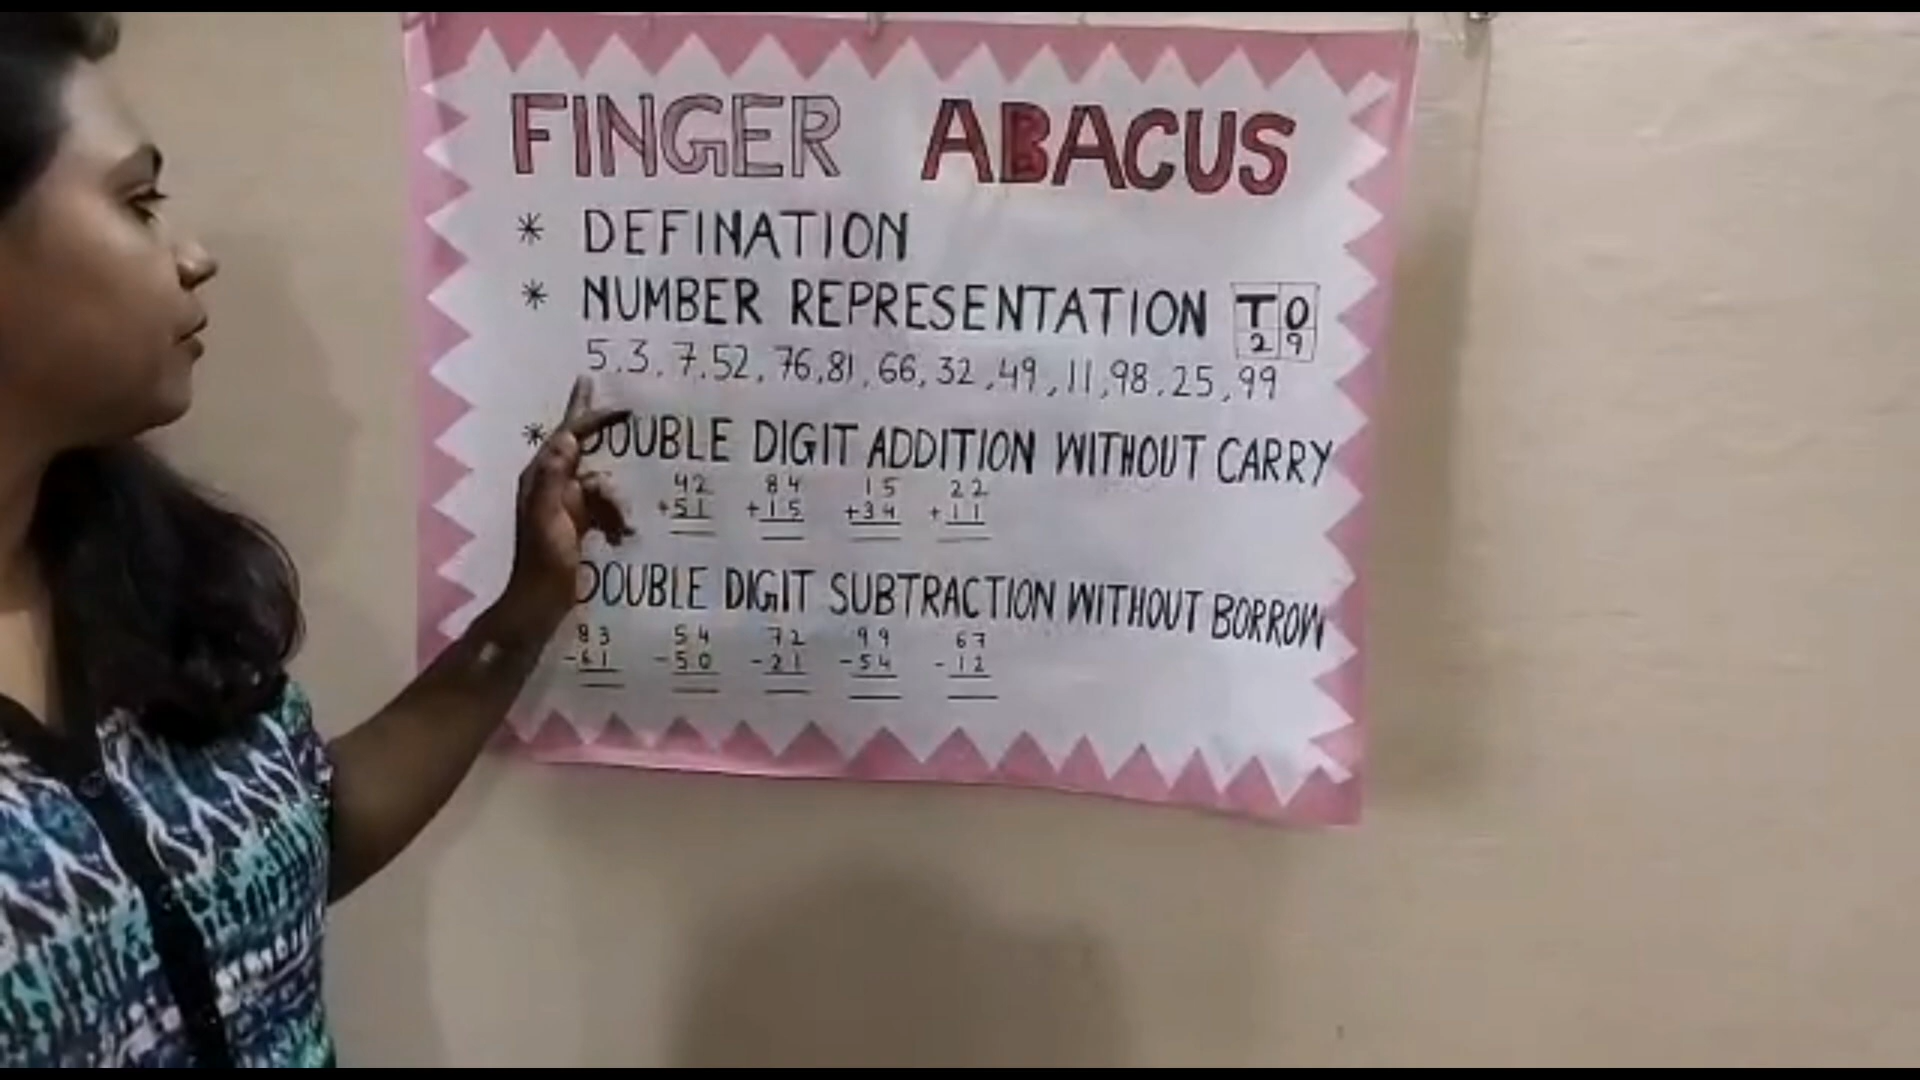 FINGER ABACUS
* DEFINATION
* NUMBER REPRESENTATION T O
2 9
5,3,7,52,76,81,66,32,49,11,98,25,99
* DOUBLE DIGIT ADDITION WITHOUT CARRY
42 84 15 22
+51 +15 +34 +11
DOUBLE DIGIT SUBTRACTION WITHOUT BORROW
83 54 72 99 67
-61 -50 -21 -54 -12